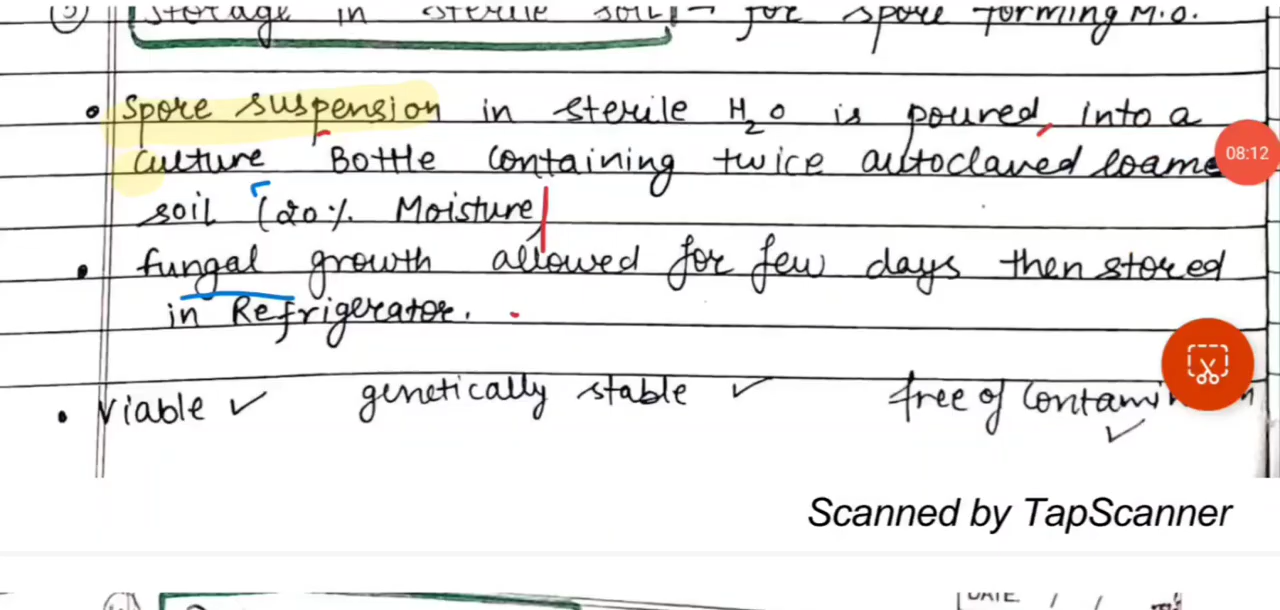 ③ Storage in sterile soil → for spore forming M.O.
• Spore suspension in sterile H₂O is poured into a
culture Bottle containing twice autoclaved loame
08:12
soil (20% Moisture)
• fungal growth allowed for few days then stored
in Refrigerator.
• Viable ✓ genetically stable ✓ free of
Scanned by TapScanner
DATE / /